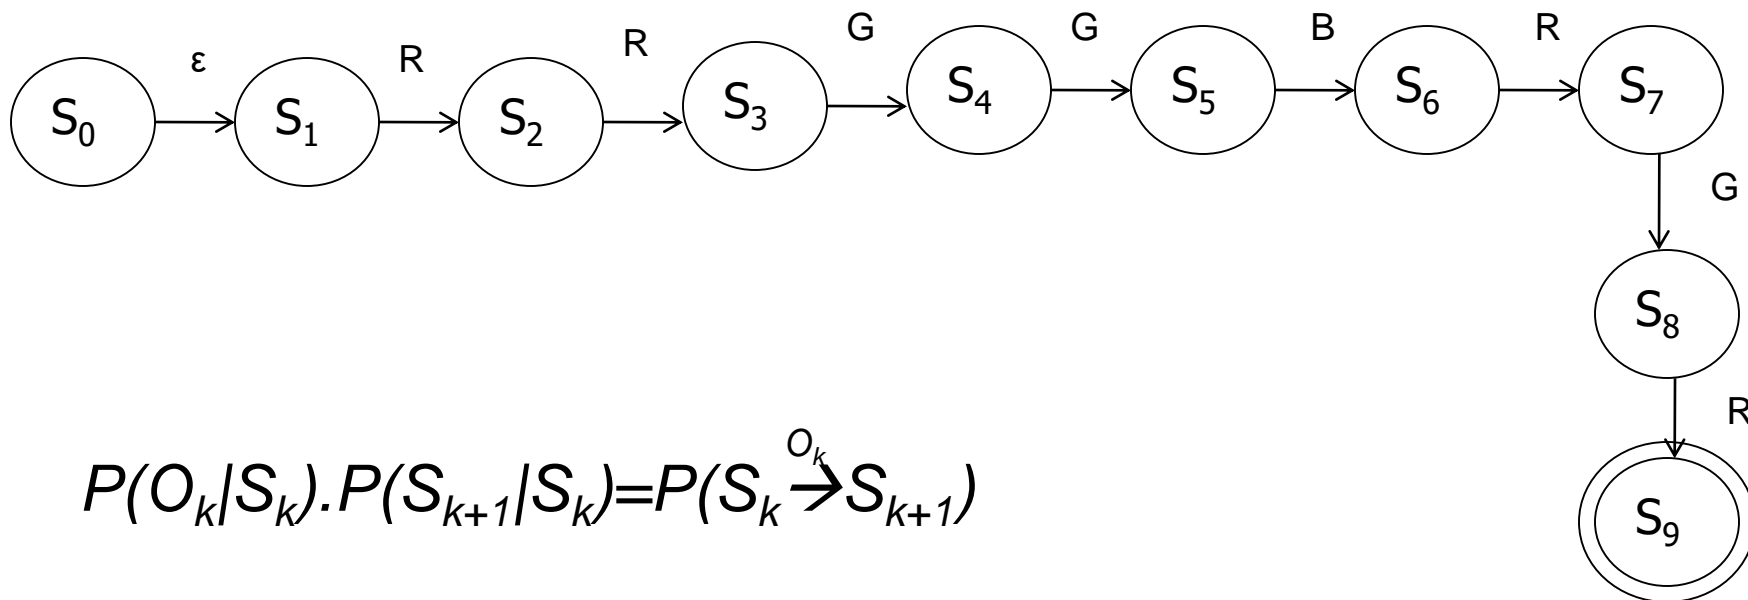 ε R R G G B R
S0 S1 S2 S3 S4 S5 S6 S7
G
S8
R
Ok
P(Ok|Sk).P(Sk+1|Sk)=P(Sk→Sk+1)
S9